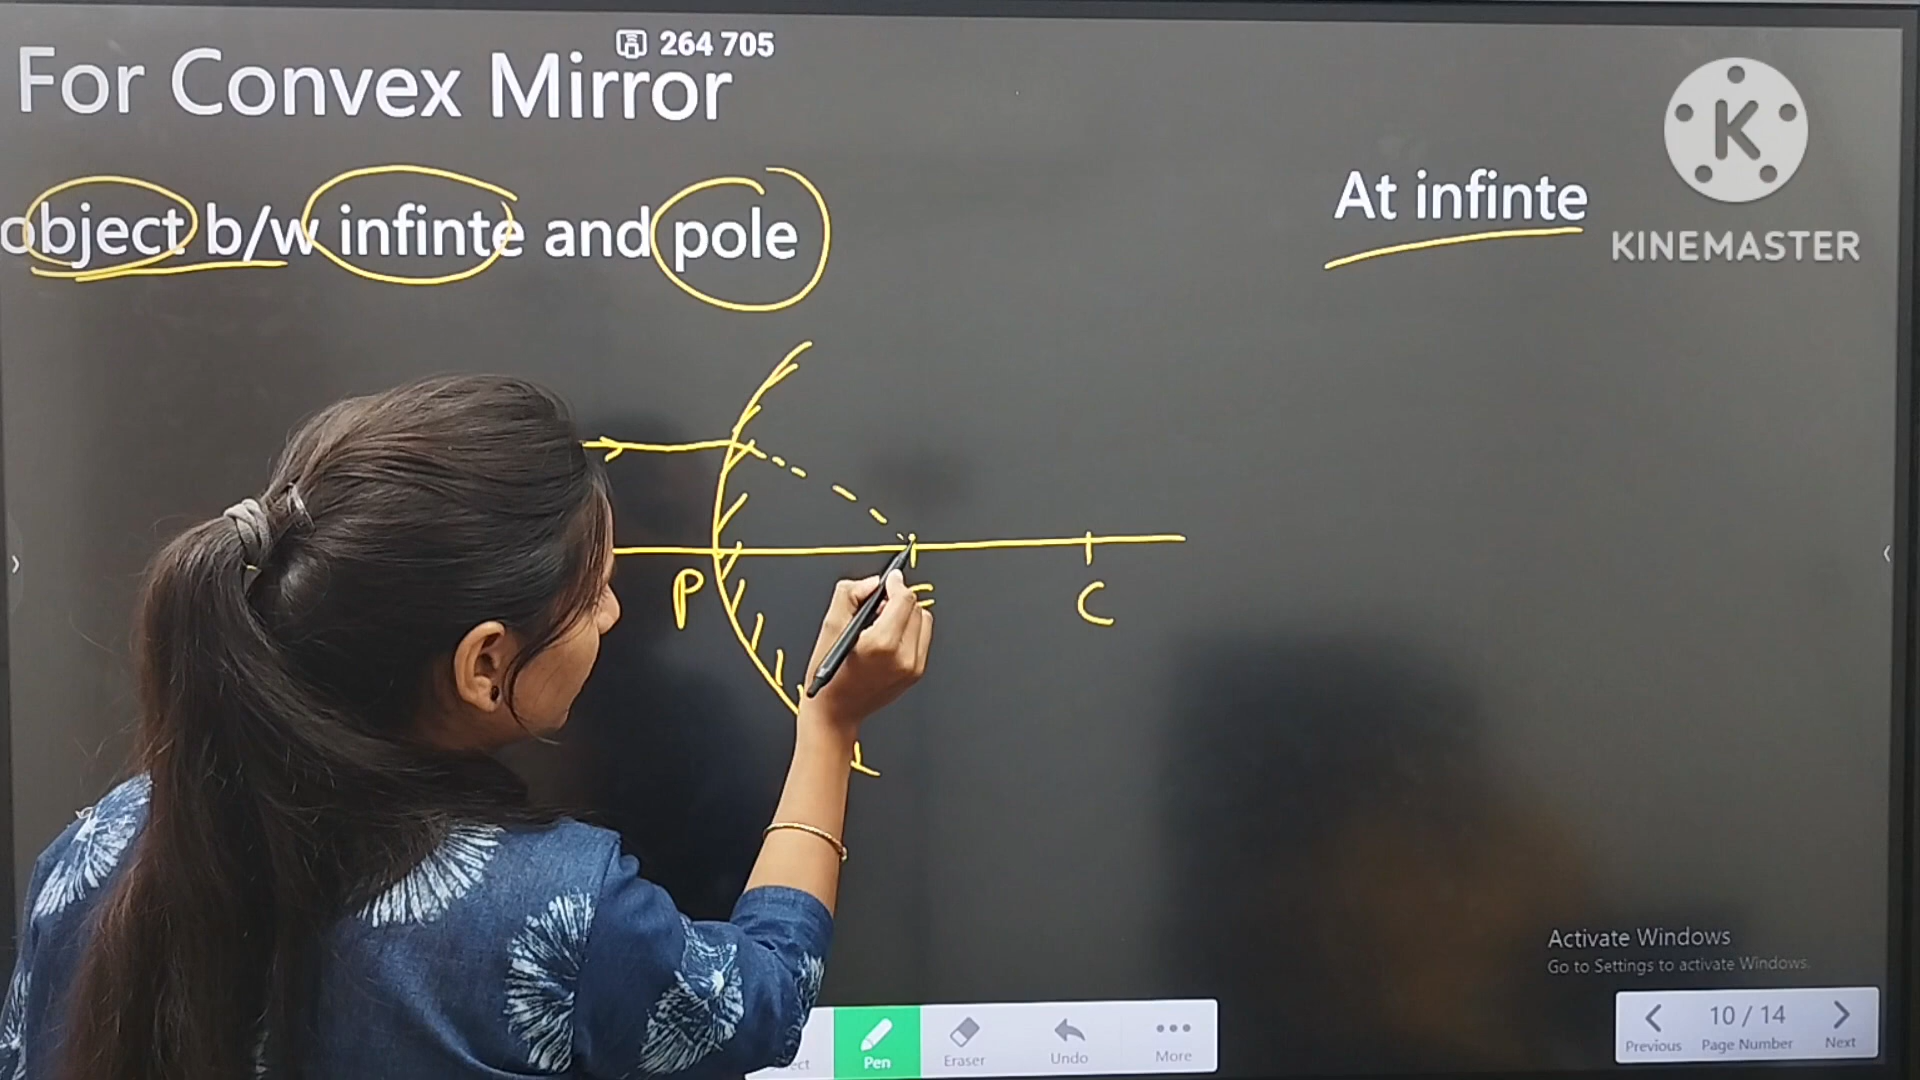 264 705
For Convex Mirror
object b/w infinte and pole
At infinte
K
KINEMASTER
P
F
C
Activate Windows
Go to Settings to activate Windows.
Pen
Eraser
Undo
More
10 / 14
Previous
Page Number
Next